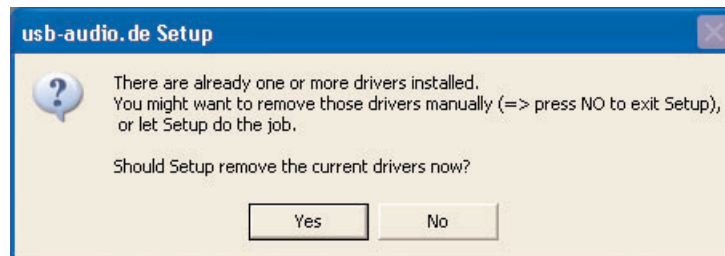 usb-audio.de Setup
There are already one or more drivers installed.
You might want to remove those drivers manually (=> press NO to exit Setup),
or let Setup do the job.
Should Setup remove the current drivers now?
Yes
No